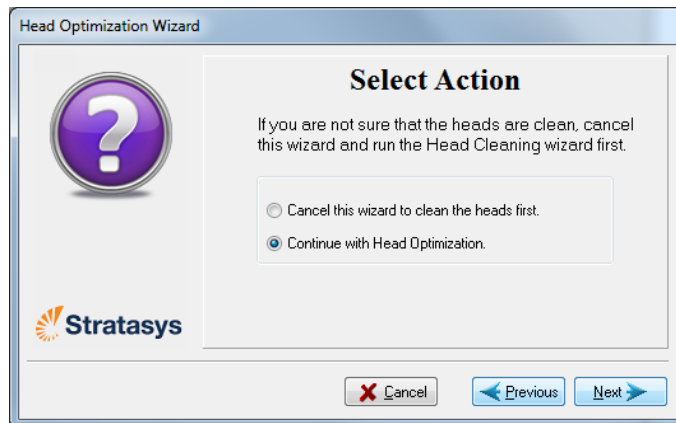 Head Optimization Wizard
Select Action
If you are not sure that the heads are clean, cancel
this wizard and run the Head Cleaning wizard first.
Cancel this wizard to clean the heads first.
Continue with Head Optimization.
Stratasys
Cancel Previous Next